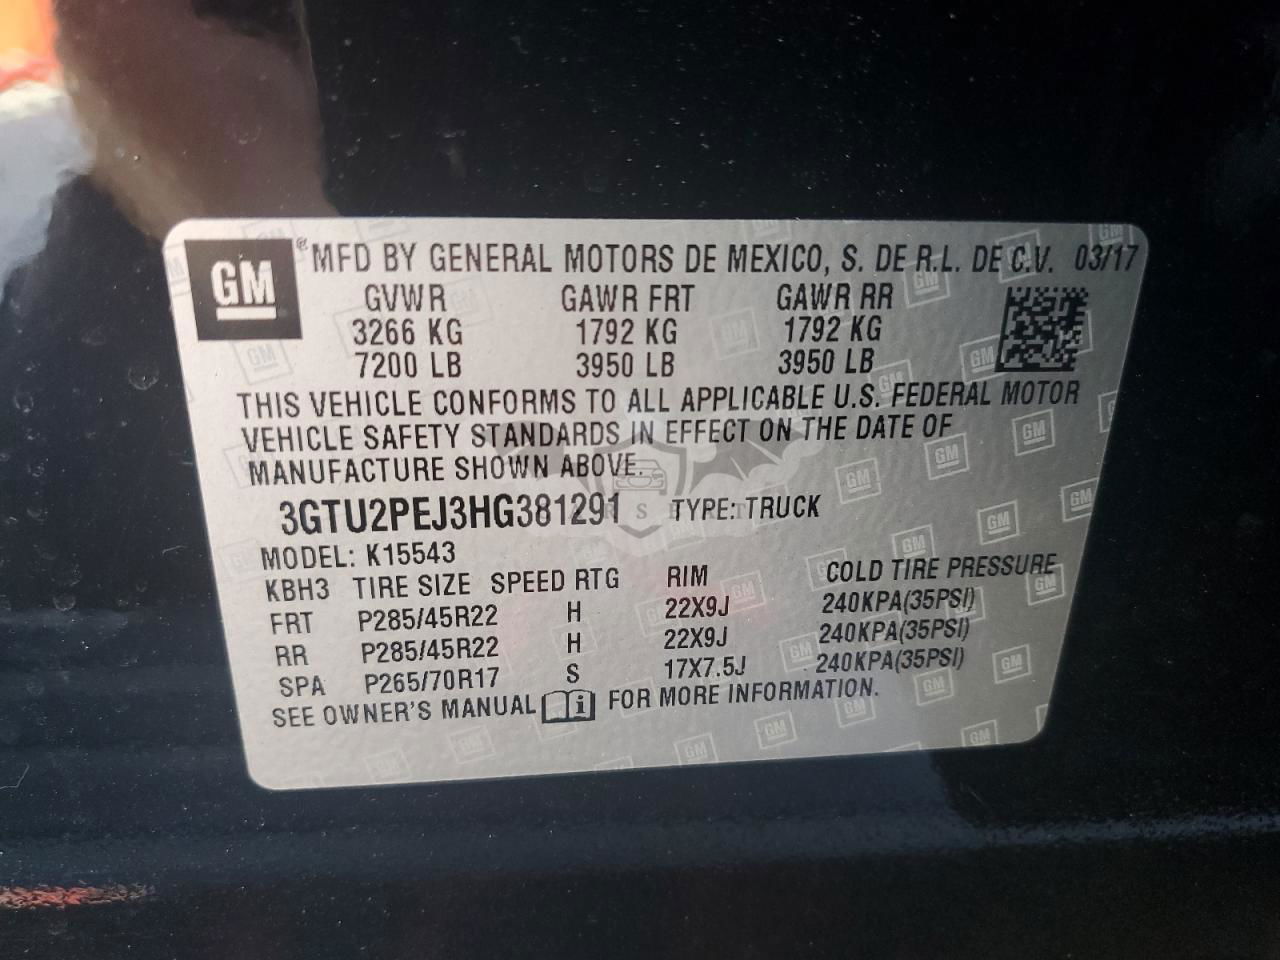 GM ® MFD BY GENERAL MOTORS DE MEXICO, S. DE R.L. DE C.V. 03/17
GVWR GAWR FRT GAWR RR
3266 KG 1792 KG 1792 KG
7200 LB 3950 LB 3950 LB
THIS VEHICLE CONFORMS TO ALL APPLICABLE U.S. FEDERAL MOTOR
VEHICLE SAFETY STANDARDS IN EFFECT ON THE DATE OF
MANUFACTURE SHOWN ABOVE.
3GTU2PEJ3HG381291 TYPE: TRUCK
MODEL: K15543
KBH3 TIRE SIZE SPEED RTG RIM COLD TIRE PRESSURE
FRT P285/45R22 H 22X9J 240KPA(35PSI)
RR P285/45R22 H 22X9J 240KPA(35PSI)
SPA P265/70R17 S 17X7.5J 240KPA(35PSI)
SEE OWNER'S MANUAL i FOR MORE INFORMATION.